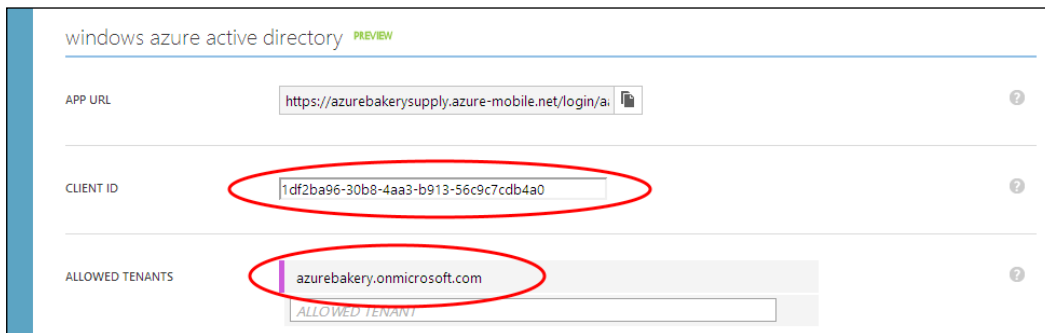 windows azure active directory PREVIEW
APP URL https://azurebakerysupply.azure-mobile.net/login/a
CLIENT ID 1df2ba96-30b8-4aa3-b913-56c9c7cdb4a0
ALLOWED TENANTS azurebakery.onmicrosoft.com
ALLOWED TENANT